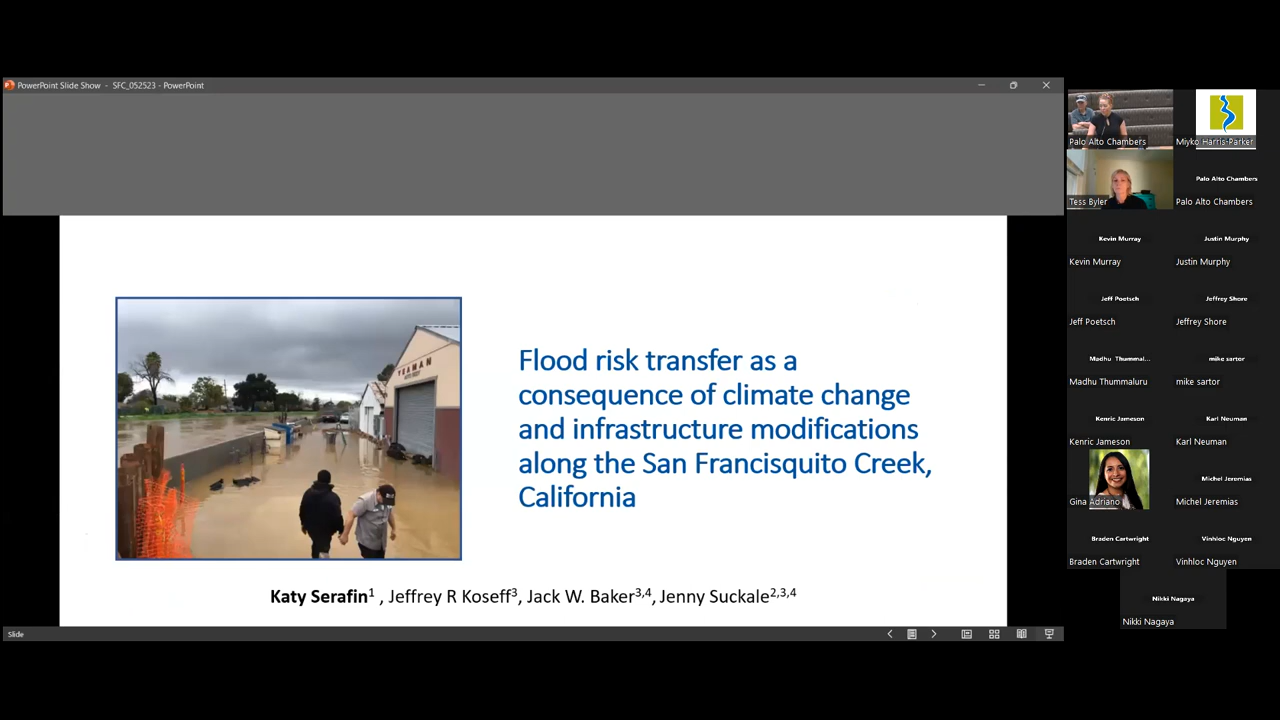 PowerPoint Slide Show - SFC_052523 - PowerPoint
TEAMAN
Flood risk transfer as a
consequence of climate change
and infrastructure modifications
along the San Francisquito Creek,
California
Katy Serafin1 , Jeffrey R Koseff3, Jack W. Baker3,4, Jenny Suckale2,3,4
Slide
Palo Alto Chambers
Miyko Harris-Parker
Tess Byler
Palo Alto Chambers
Palo Alto Chambers
Kevin Murray
Kevin Murray
Justin Murphy
Justin Murphy
Jeff Poetsch
Jeff Poetsch
Jeffrey Shore
Jeffrey Shore
Madhu Thummal...
Madhu Thummaluru
mike sartor
mike sartor
Kenric Jameson
Kenric Jameson
Karl Neuman
Karl Neuman
Gina Adriano
Michel Jeremias
Michel Jeremias
Braden Cartwright
Braden Cartwright
Vinhloc Nguyen
Vinhloc Nguyen
Nikki Nagaya
Nikki Nagaya